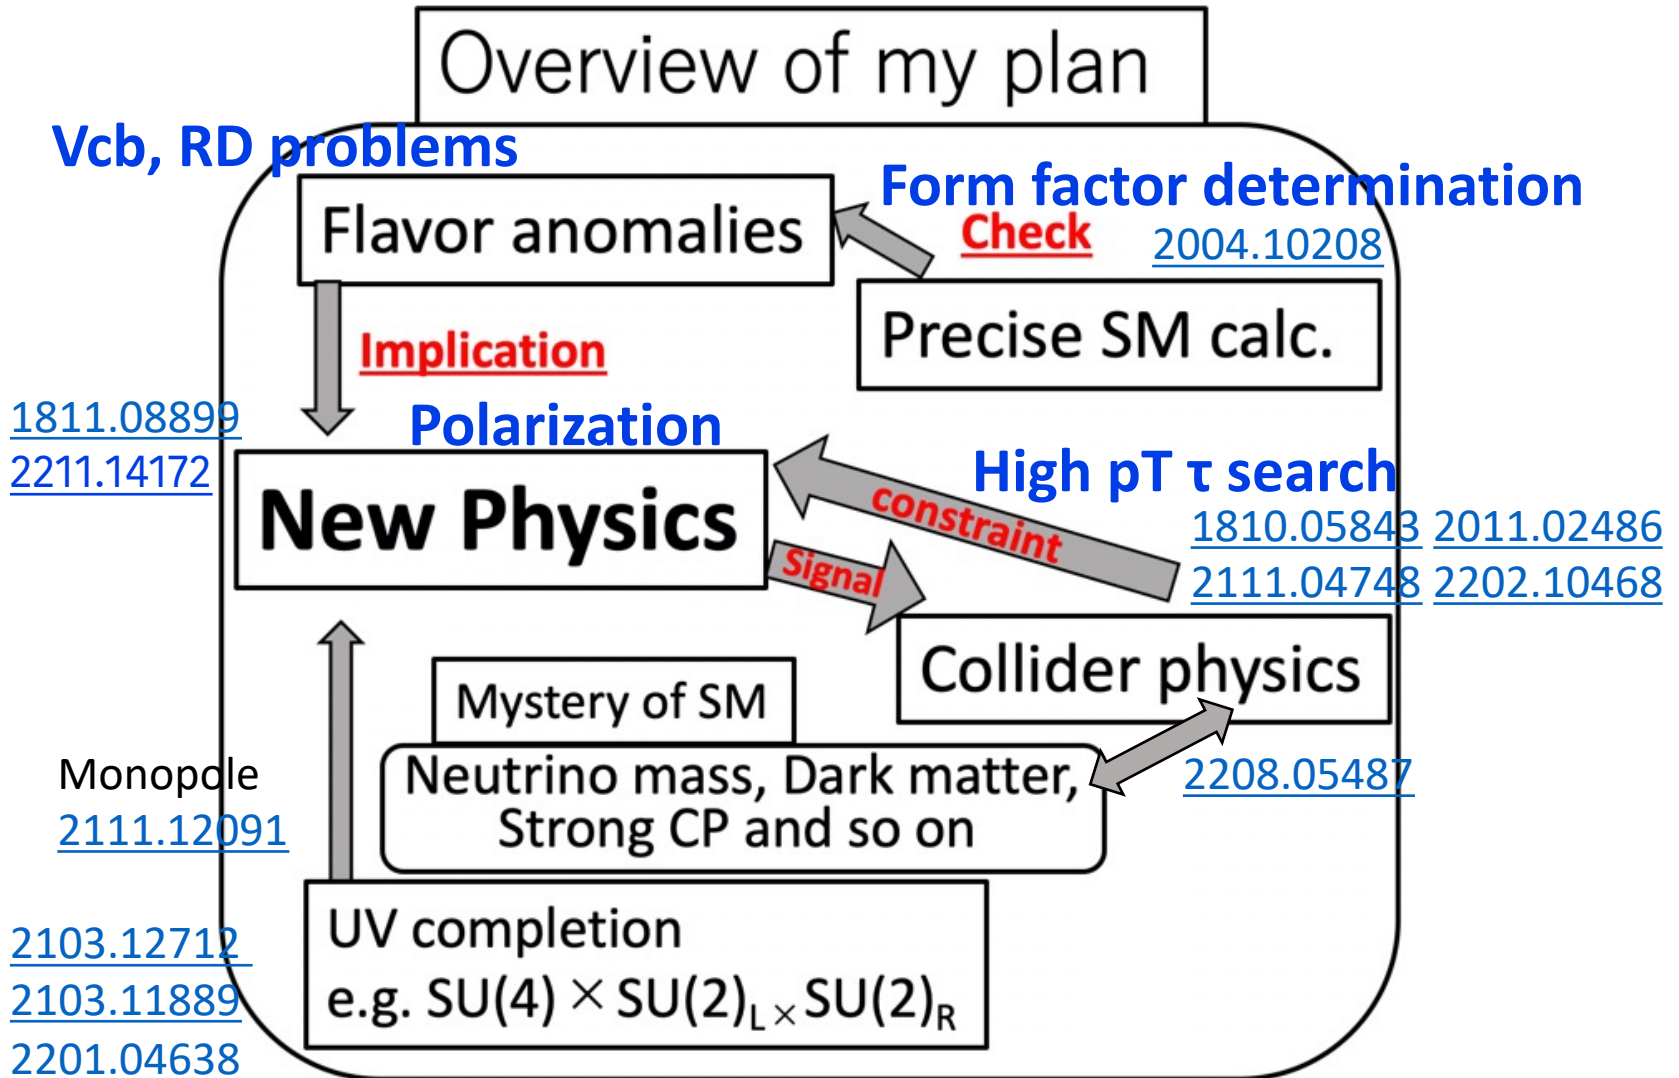 Overview of my plan
Vcb, RD problems
Form factor determination
Flavor anomalies
Check
2004.10208
Precise SM calc.
Implication
1811.08899
2211.14172
Polarization
High pT τ search
New Physics
constraint
1810.05843 2011.02486
2111.04748 2202.10468
Signal
Collider physics
Mystery of SM
Neutrino mass, Dark matter,
Strong CP and so on
2208.05487
Monopole
2111.12091
2103.12712
2103.11889
2201.04638
UV completion
e.g. SU(4) × SU(2)L × SU(2)R